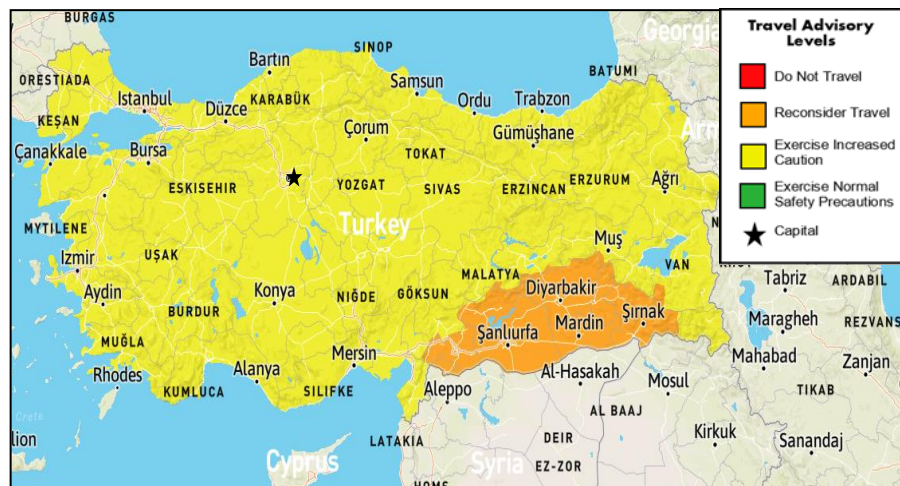 BURGAS
Georgia
Travel Advisory
Levels
Do Not Travel
Reconsider Travel
Exercise Increased
Caution
Exercise Normal
Safety Precautions
Capital
SINOP
Bartın
BATUMI
ORESTIADA
Samsun
KARABÜK
Istanbul
Düzce
Ordu
Trabzon
KEŞAN
Çorum
Gümüşhane
Çanakkale
Bursa
TOKAT
ESKISEHIR
YOZGAT
SIVAS
ERZINCAN
ERZURUM
Ağrı
MYTILENE
Turkey
Muş
Izmir
UŞAK
VAN
MALATYA
Tabriz
ARDABIL
Aydin
BURDUR
Konya
NIĞDE
GÖKSUN
Diyarbakir
Şırnak
Mardin
Şanlıurfa
Maragheh
REZVANS
MUĞLA
Mersin
Mahabad
Zanjan
Rhodes
KUMLUCA
Alanya
SILIFKE
Aleppo
Al-Hasakah
Mosul
TIKAB
Crete
AL BAAJ
lion
LATAKIA
DEIR
EZ-ZOR
Kirkuk
Sanandaj
Cyprus
Syria
HOMS